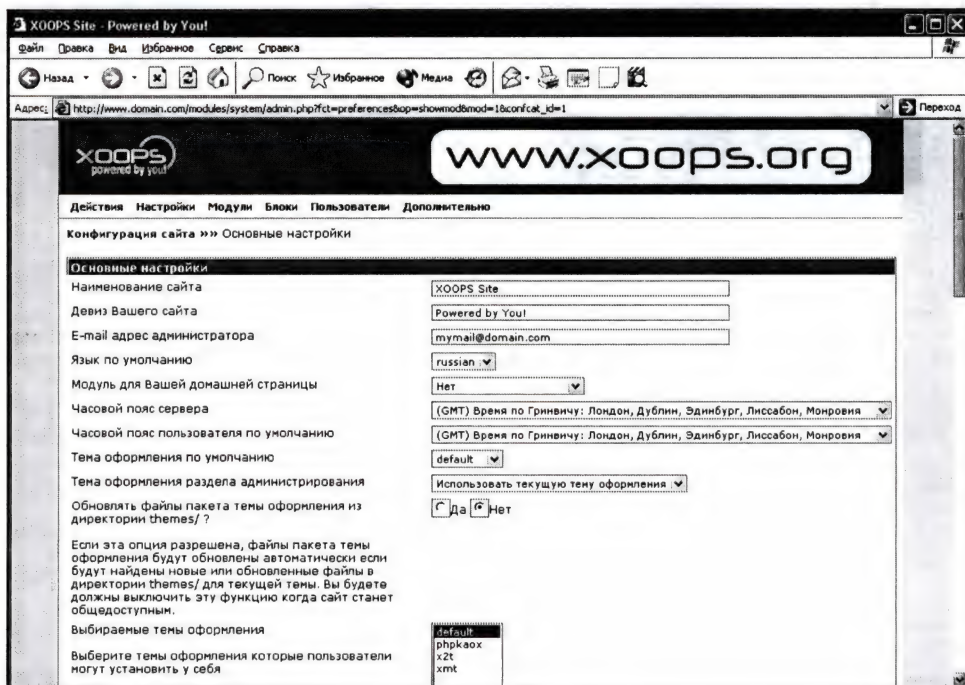 XOOPS Site - Powered by You!
Файл Правка Вид Избранное Сервис Справка
Назад Поиск Избранное Медиа
Адрес: http://www.domain.com/modules/system/admin.php?fct=preferences&op=showmod&mod=1&confcat_id=1 Переход
XOOPS
powered by you!
www.xoops.org
Действия Настройки Модули Блоки Пользователи Дополнительно
Конфигурация сайта »» Основные настройки
Основные настройки
Наименование сайта XOOPS Site
Девиз Вашего сайта Powered by You!
E-mail адрес администратора mymail@domain.com
Язык по умолчанию russian
Модуль для Вашей домашней страницы Нет
Часовой пояс сервера (GMT) Время по Гринвичу: Лондон, Дублин, Эдинбург, Лиссабон, Монровия
Часовой пояс пользователя по умолчанию (GMT) Время по Гринвичу: Лондон, Дублин, Эдинбург, Лиссабон, Монровия
Тема оформления по умолчанию default
Тема оформления раздела администрирования Использовать текущую тему оформления
Обновлять файлы пакета темы оформления из Да Нет
директории themes/ ?
Если эта опция разрешена, файлы пакета темы
оформления будут обновлены автоматически если
будут найдены новые или обновленные файлы в
директории themes/ для текущей темы. Вы будете
должны выключить эту функцию когда сайт станет
общедоступным.
Выбираемые темы оформления default
phpkaox
Выберите темы оформления которые пользователи x2t
могут установить у себя xmt